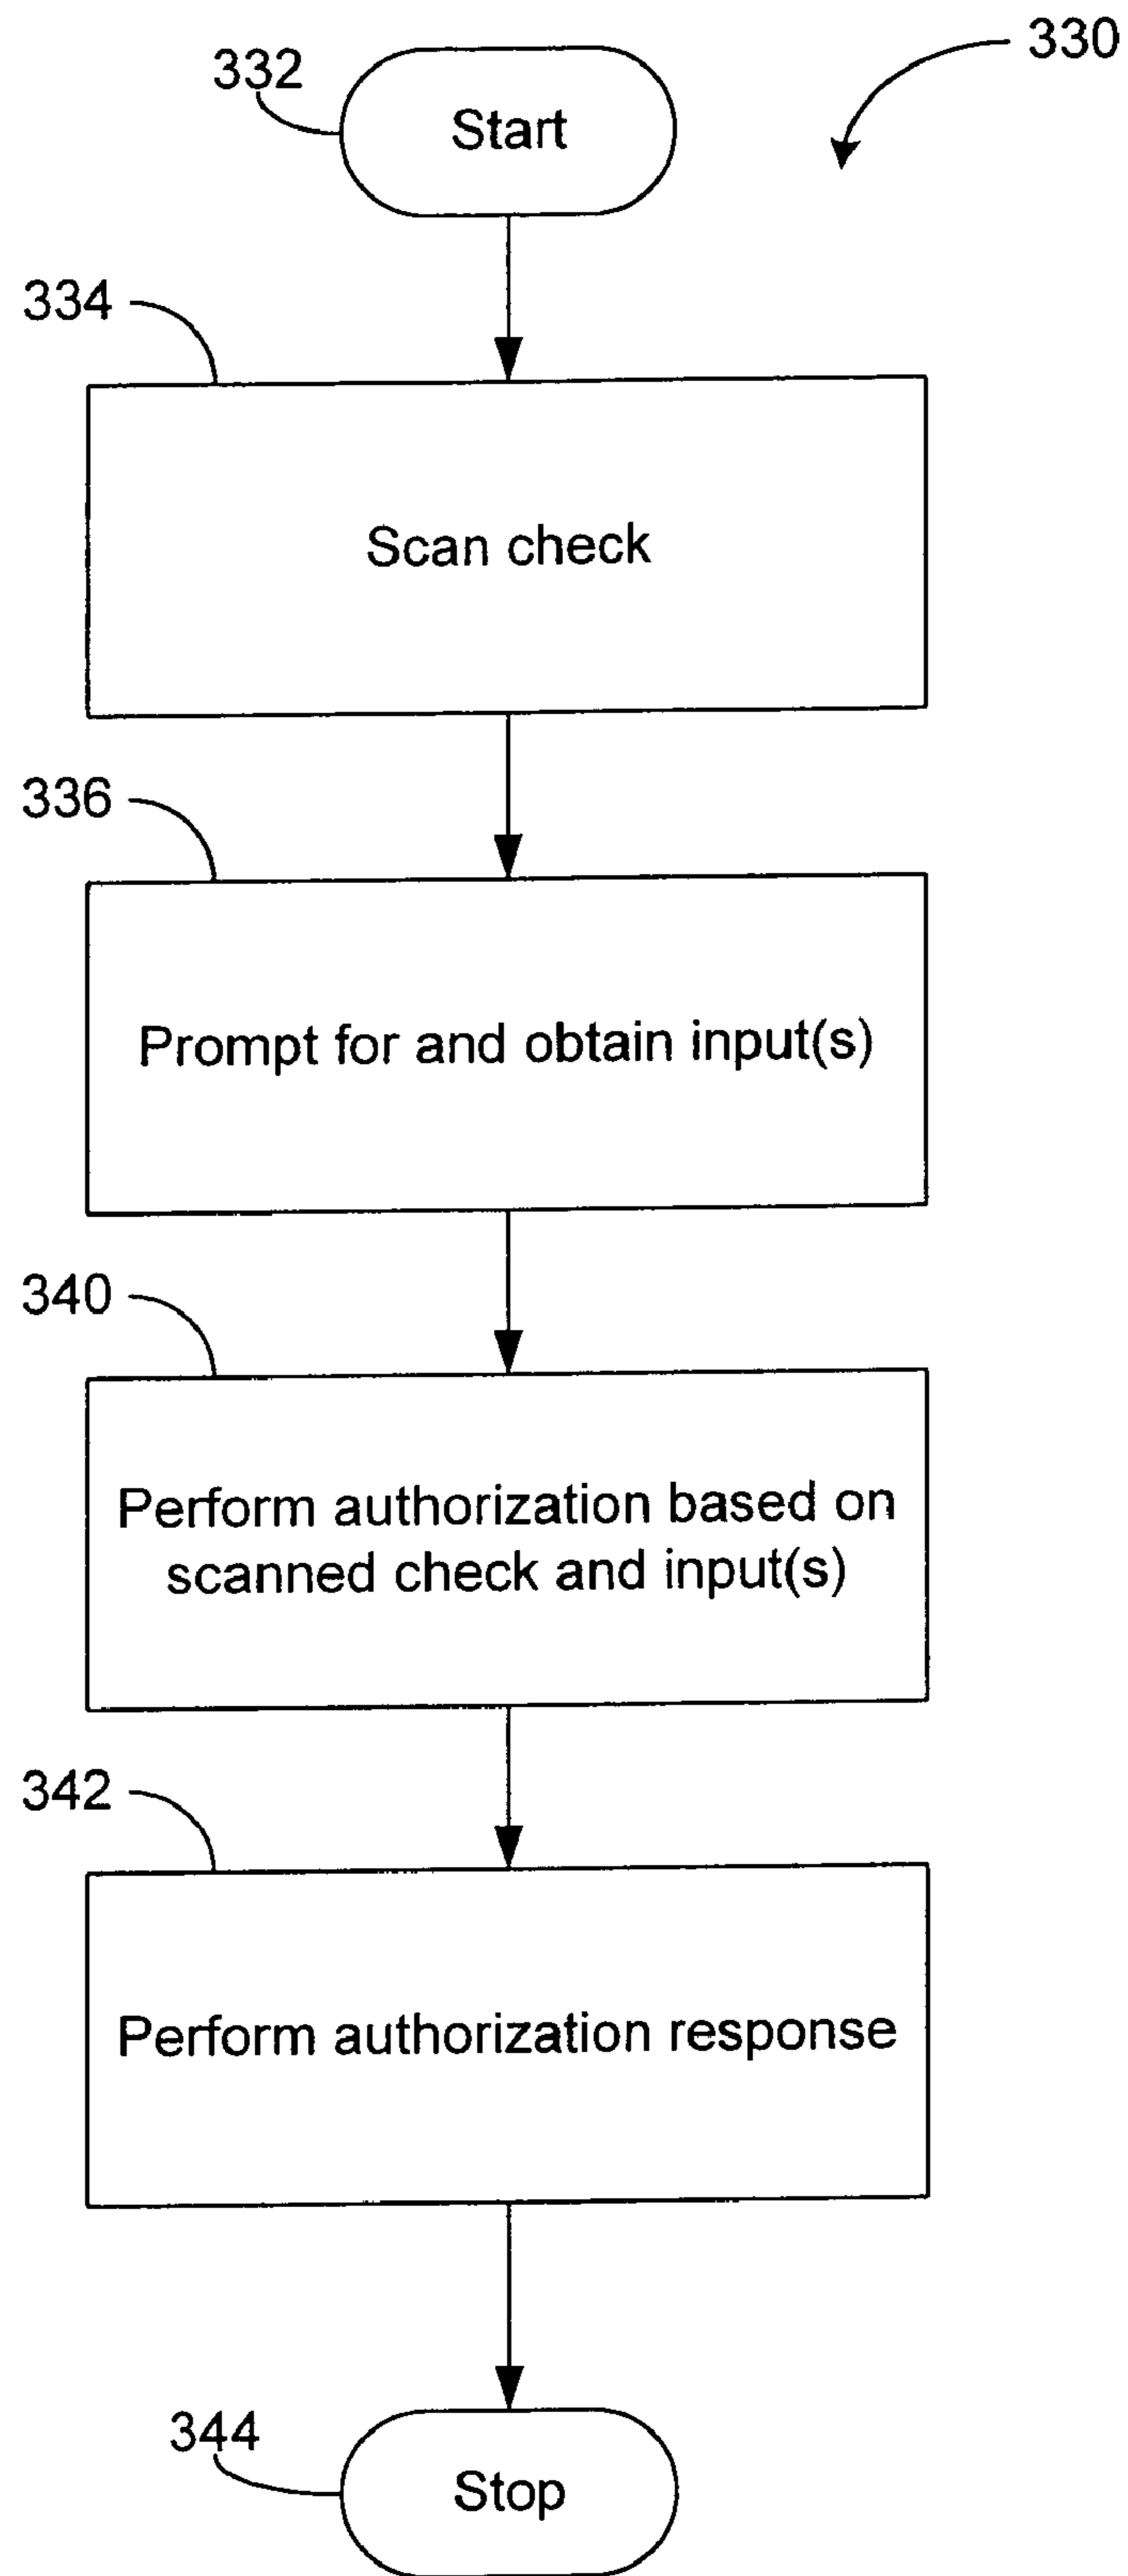 330
332
Start
334
Scan check
336
Prompt for and obtain input(s)
340
Perform authorization based on
scanned check and input(s)
342
Perform authorization response
344
Stop